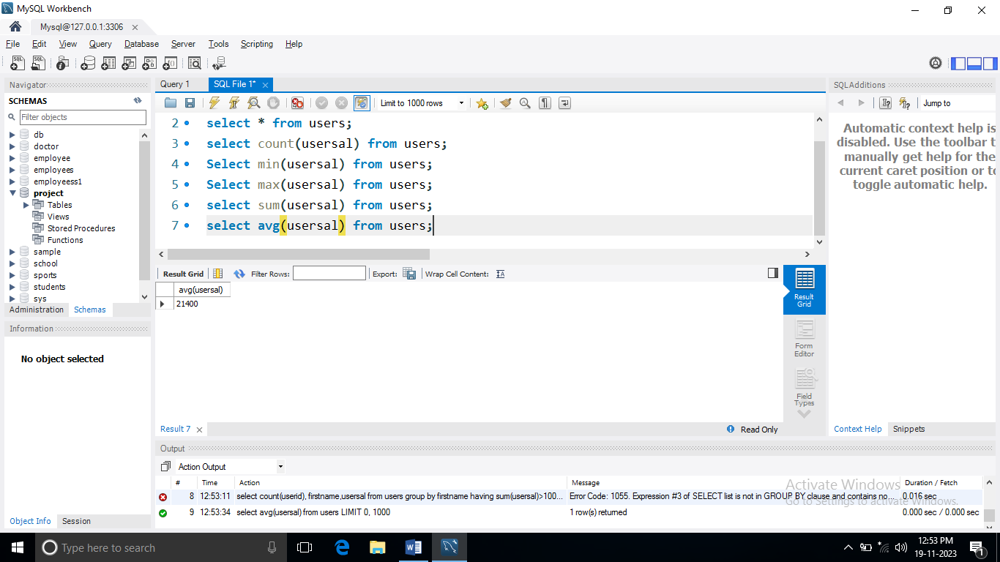 MySQL Workbench
Mysql@127.0.0.1:3306
File Edit View Query Database Server Tools Scripting Help
Navigator
SCHEMAS
Filter objects
db
doctor
employee
employees
employeess1
project
Tables
Views
Stored Procedures
Functions
sample
school
sports
students
sys
Administration Schemas
Information
No object selected
Object Info Session
Query 1 SQL File 1*
Limit to 1000 rows
2 select * from users;
3 select count(usersal) from users;
4 Select min(usersal) from users;
5 Select max(usersal) from users;
6 Select sum(usersal) from users;
7 select avg(usersal) from users;
Result Grid Filter Rows: Export: Wrap Cell Content:
avg(usersal)
21400
Result
Grid
Form
Editor
Field
Types
Result 7 Read Only
SQLAdditions
Jump to
Automatic context help is
disabled. Use the toolbar t
manually get help for the
current caret position or to
toggle automatic help.
Context Help Snippets
Output
Action Output
# Time Action Message Duration / Fetch
8 12:53:11 select count(userid), firstname,usersal from users group by firstname having sum(usersal)>100... Error Code: 1055. Expression #3 of SELECT list is not in GROUP BY clause and contains no... 0.016 sec
9 12:53:34 select avg(usersal) from users LIMIT 0, 1000 1 row(s) returned 0.000 sec / 0.000 sec
Activate Windows
Go to Settings to activate Windows.
Type here to search
12:53 PM
19-11-2023
1